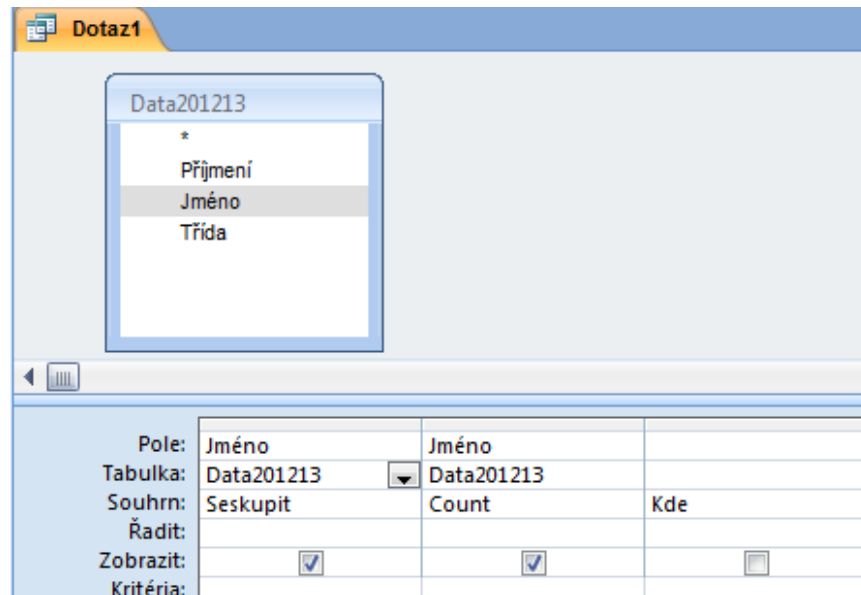 Dotaz1
Data201213
*
Příjmení
Jméno
Třída
Pole: Jméno Jméno
Tabulka: Data201213 Data201213
Souhrn: Seskupit Count Kde
Řadit:
Zobrazit:
Kritéria: